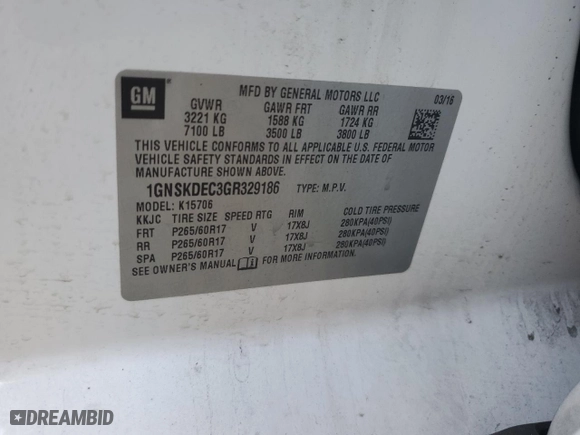 GM
MFD BY GENERAL MOTORS LLC
03/16
GVWR GAWR FRT GAWR RR
3221 KG 1588 KG 1724 KG
7100 LB 3500 LB 3800 LB
THIS VEHICLE CONFORMS TO ALL APPLICABLE U.S. FEDERAL MOTOR
VEHICLE SAFETY STANDARDS IN EFFECT ON THE DATE OF
MANUFACTURE SHOWN ABOVE.
1GNSKDEC3GR329186 TYPE: M.P.V.
MODEL: K15706
KKJC TIRE SIZE SPEED RTG RIM COLD TIRE PRESSURE
FRT P265/60R17 V 17X8J 280KPA(40PSI)
RR P265/60R17 V 17X8J 280KPA(40PSI)
SPA P265/60R17 V 17X8J 280KPA(40PSI)
SEE OWNER'S MANUAL FOR MORE INFORMATION.
DREAMBID